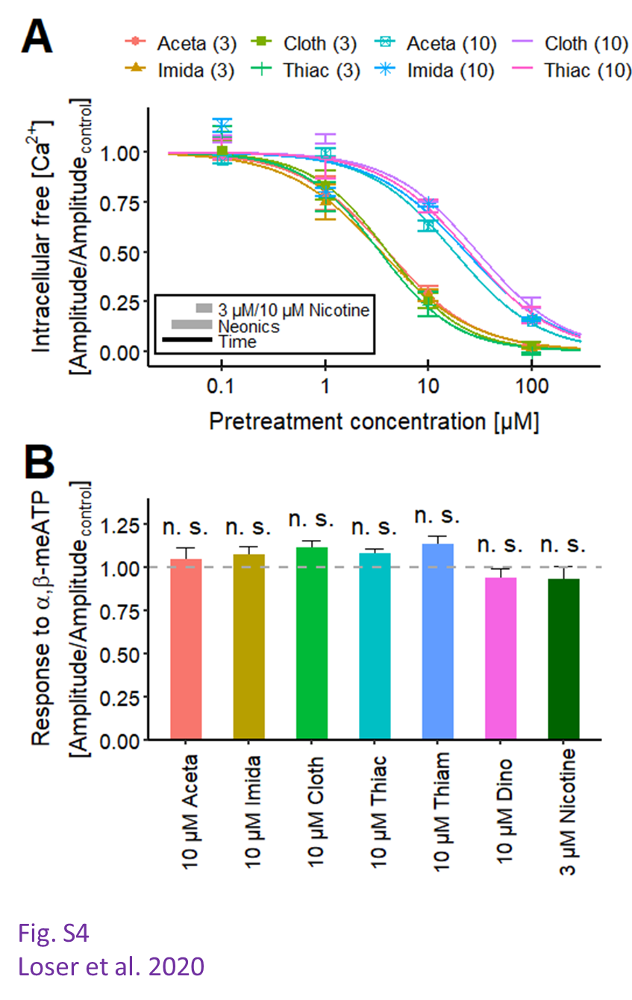 A
Aceta (3) Cloth (3) Aceta (10) Cloth (10)
Imida (3) Thiac (3) Imida (10) Thiac (10)
Intracellular free [Ca²⁺]
[Amplitude/Amplitude control]
1.00
0.75
0.50
0.25
0.00
3 µM/10 µM Nicotine
Neonics
Time
0.1 1 10 100
Pretreatment concentration [µM]
B
Response to α,β-meATP
[Amplitude/Amplitude control]
1.25
1.00
0.75
0.50
0.25
0.00
n. s. n. s. n. s. n. s. n. s. n. s. n. s.
10 µM Aceta
10 µM Imida
10 µM Cloth
10 µM Thiac
10 µM Thiam
10 µM Dino
3 µM Nicotine
Fig. S4
Loser et al. 2020